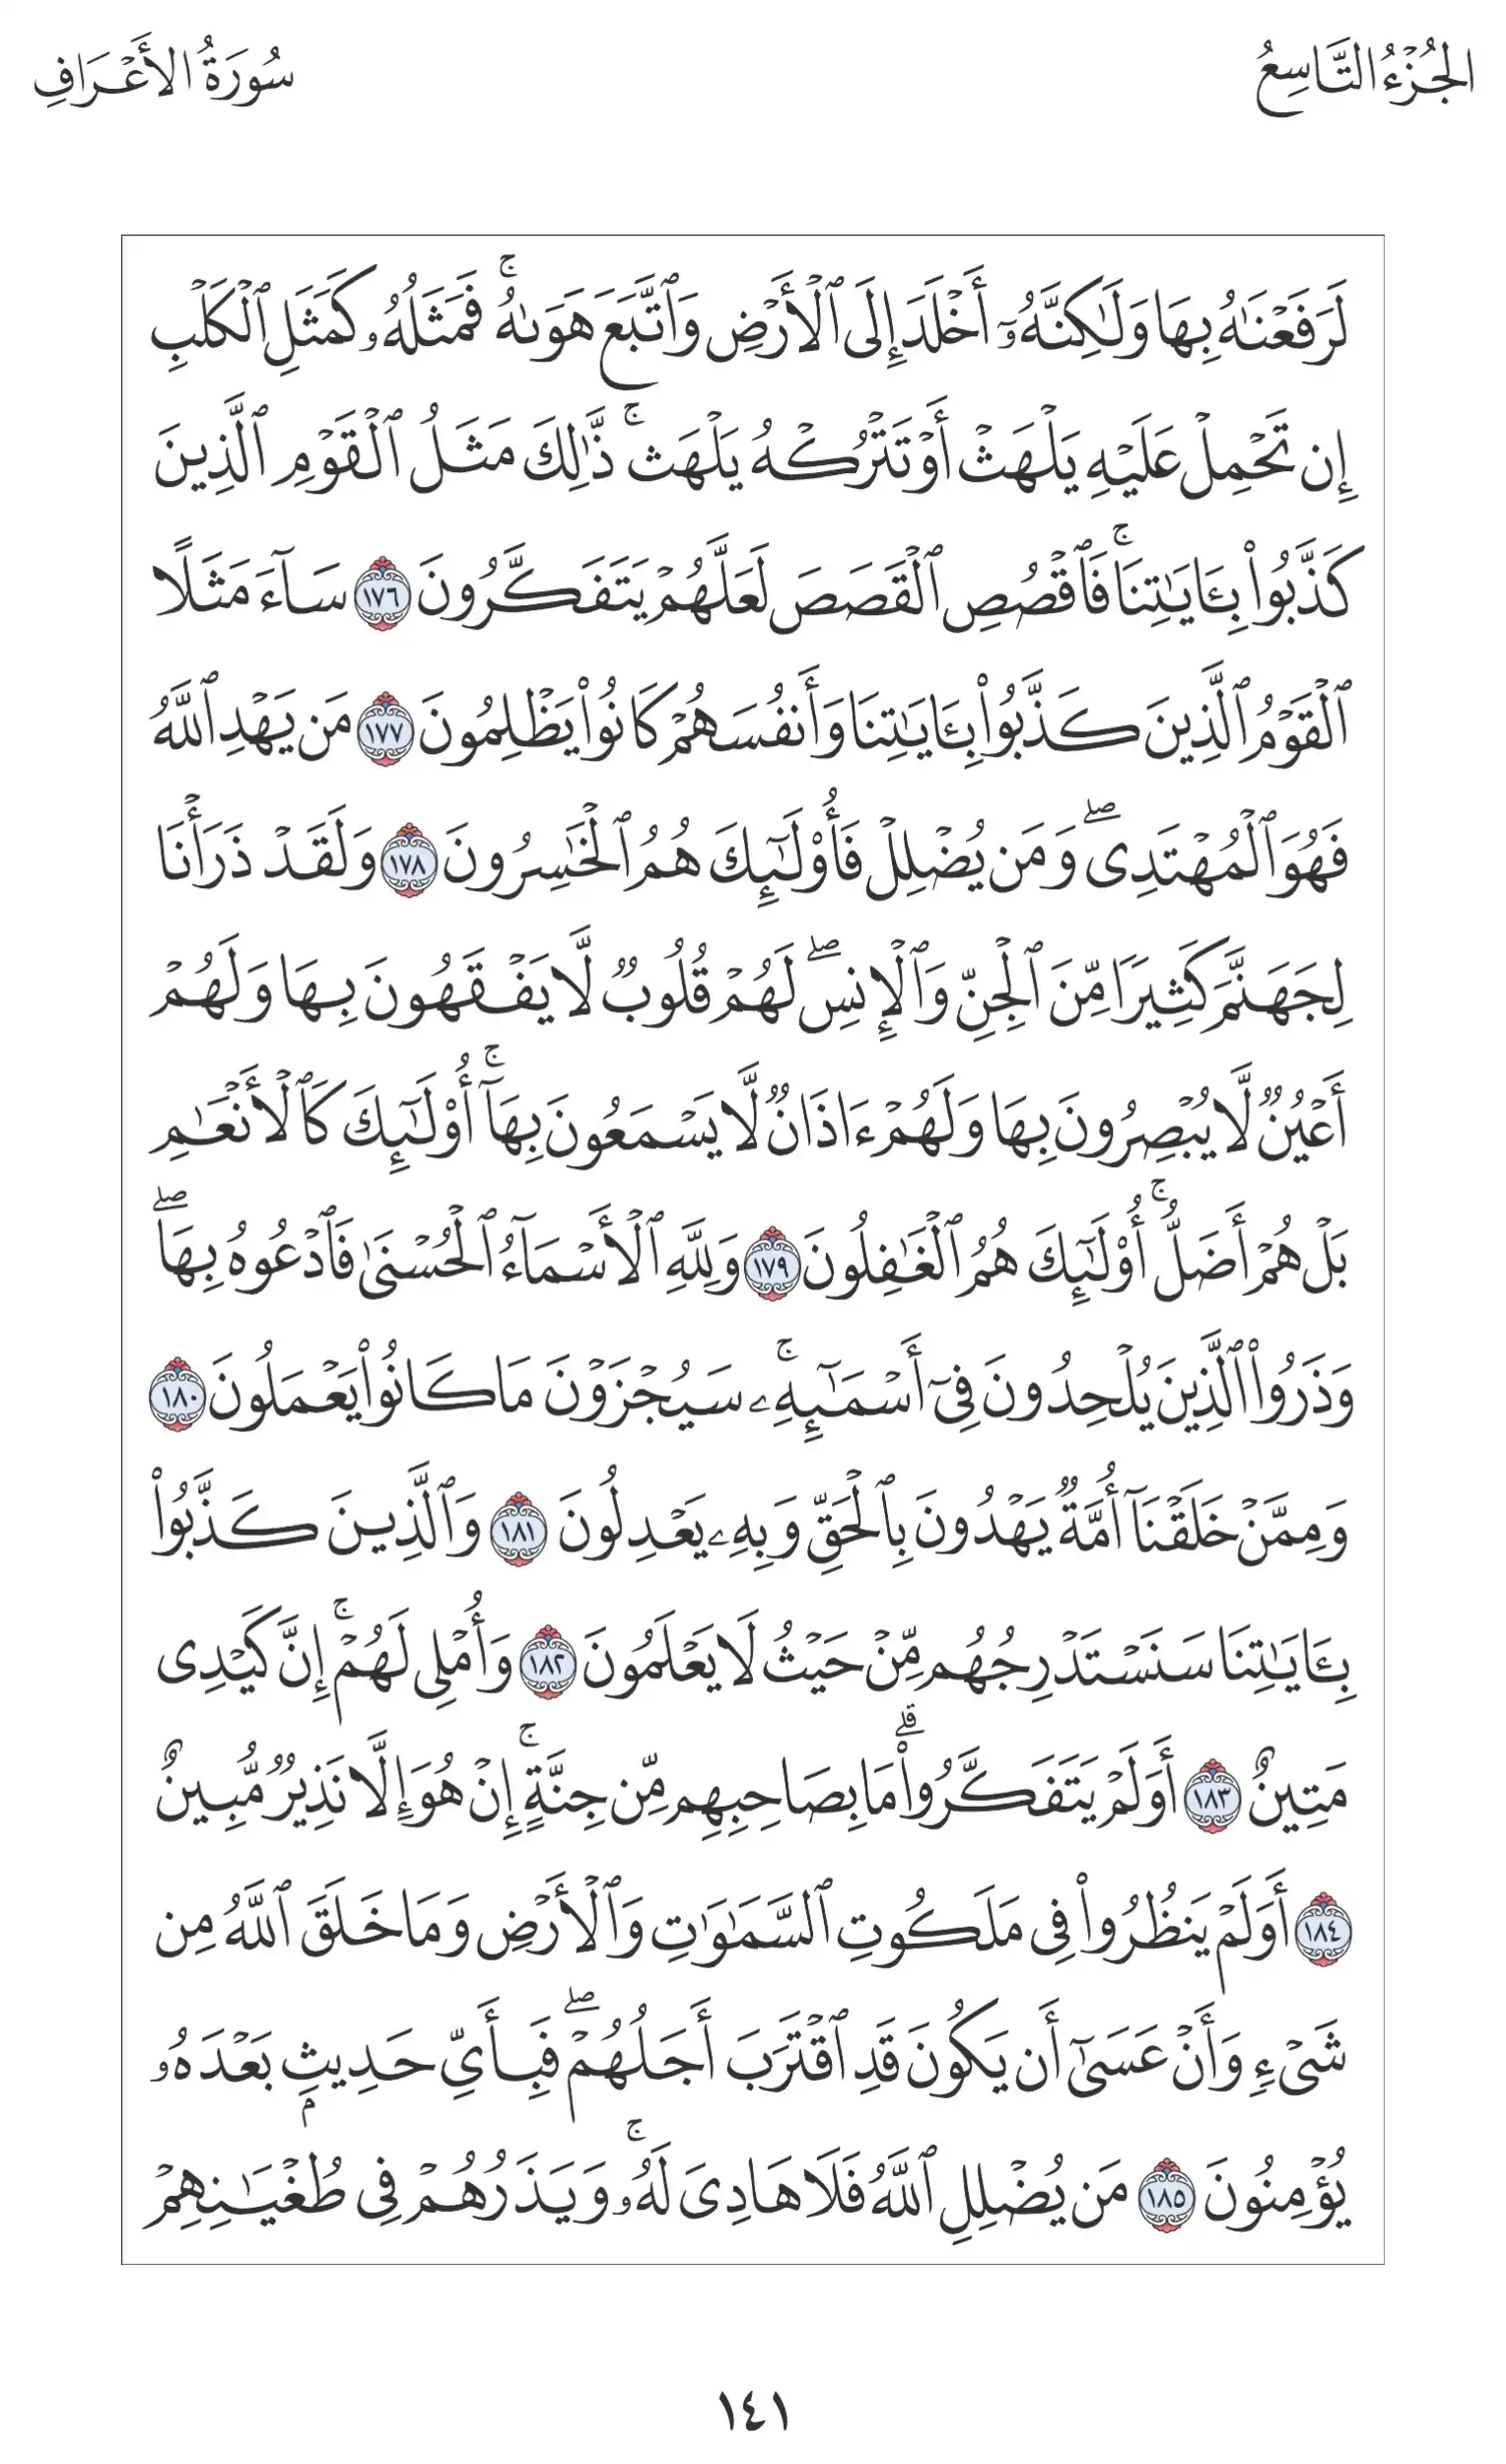 الجُزْءُ التَّاسِعُ
سُورَةُ الأَعْرَافِ
لَرَفَعْنَٰهُ بِهَا وَلَٰكِنَّهُۥٓ أَخْلَدَ إِلَى ٱلْأَرْضِ وَٱتَّبَعَ هَوَىٰهُۚ فَمَثَلُهُۥ كَمَثَلِ ٱلْكَلْبِ
إِن تَحْمِلْ عَلَيْهِ يَلْهَثْ أَوْ تَتْرُكْهُ يَلْهَثۚ ذَّٰلِكَ مَثَلُ ٱلْقَوْمِ ٱلَّذِينَ
كَذَّبُوا۟ بِـَٔايَٰتِنَاۚ فَٱقْصُصِ ٱلْقَصَصَ لَعَلَّهُمْ يَتَفَكَّرُونَ ١٧٦ سَآءَ مَثَلًا
ٱلْقَوْمُ ٱلَّذِينَ كَذَّبُوا۟ بِـَٔايَٰتِنَا وَأَنفُسَهُمْ كَانُوا۟ يَظْلِمُونَ ١٧٧ مَن يَهْدِ ٱللَّهُ
فَهُوَ ٱلْمُهْتَدِىۖ وَمَن يُضْلِلْ فَأُو۟لَٰٓئِكَ هُمُ ٱلْخَٰسِرُونَ ١٧٨ وَلَقَدْ ذَرَأْنَا
لِجَهَنَّمَ كَثِيرًا مِّنَ ٱلْجِنِّ وَٱلْإِنسِۖ لَهُمْ قُلُوبٌ لَّا يَفْقَهُونَ بِهَا وَلَهُمْ
أَعْيُنٌ لَّا يُبْصِرُونَ بِهَا وَلَهُمْ ءَاذَانٌ لَّا يَسْمَعُونَ بِهَآۚ أُو۟لَٰٓئِكَ كَٱلْأَنْعَٰمِ
بَلْ هُمْ أَضَلُّۚ أُو۟لَٰٓئِكَ هُمُ ٱلْغَٰفِلُونَ ١٧٩ وَلِلَّهِ ٱلْأَسْمَآءُ ٱلْحُسْنَىٰ فَٱدْعُوهُ بِهَاۖ
وَذَرُوا۟ ٱلَّذِينَ يُلْحِدُونَ فِىٓ أَسْمَٰٓئِهِۦۚ سَيُجْزَوْنَ مَا كَانُوا۟ يَعْمَلُونَ ١٨٠
وَمِمَّنْ خَلَقْنَآ أُمَّةٌ يَهْدُونَ بِٱلْحَقِّ وَبِهِۦ يَعْدِلُونَ ١٨١ وَٱلَّذِينَ كَذَّبُوا۟
بِـَٔايَٰتِنَا سَنَسْتَدْرِجُهُم مِّنْ حَيْثُ لَا يَعْلَمُونَ ١٨٢ وَأُمْلِى لَهُمْۚ إِنَّ كَيْدِى
مَتِينٌ ١٨٣ أَوَلَمْ يَتَفَكَّرُوا۟ۗ مَا بِصَاحِبِهِم مِّن جِنَّةٍۚ إِنْ هُوَ إِلَّا نَذِيرٌ مُّبِينٌ
١٨٤ أَوَلَمْ يَنظُرُوا۟ فِى مَلَكُوتِ ٱلسَّمَٰوَٰتِ وَٱلْأَرْضِ وَمَا خَلَقَ ٱللَّهُ مِن
شَىْءٍ وَأَنْ عَسَىٰٓ أَن يَكُونَ قَدِ ٱقْتَرَبَ أَجَلُهُمْۖ فَبِأَىِّ حَدِيثٍۭ بَعْدَهُۥ
يُؤْمِنُونَ ١٨٥ مَن يُضْلِلِ ٱللَّهُ فَلَا هَادِىَ لَهُۥۚ وَيَذَرُهُمْ فِى طُغْيَٰنِهِمْ
١٤١